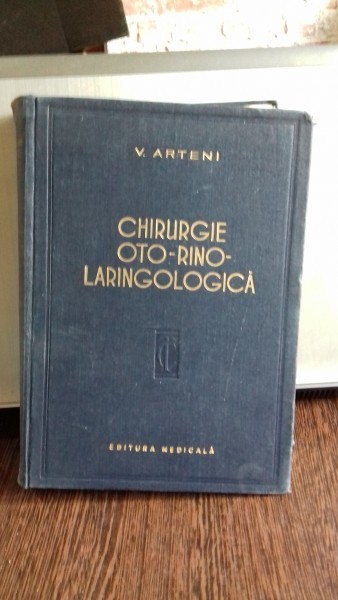 V. ARTENI
CHIRURGIE
OTO-RINO-
LARINGOLOGICĂ
EDITURA MEDICALĂ